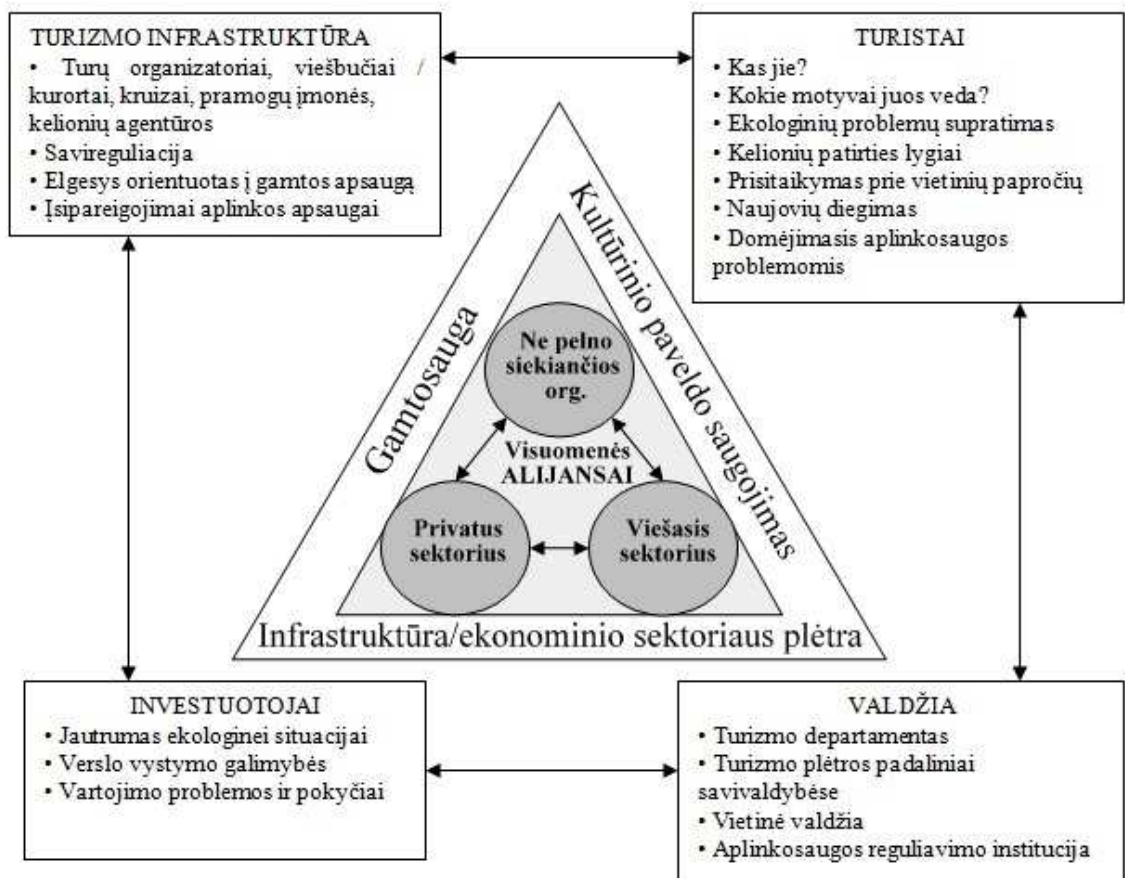 TURIZMO INFRASTRUKTŪRA
• Turų organizatoriai, viešbučiai /
kurortai, kruizai, pramogų įmonės,
kelionių agentūros
• Savireguliacija
• Elgesys orientuotas į gamtos apsaugą
• Įsipareigojimai aplinkos apsaugai
TURISTAI
• Kas jie?
• Kokie motyvai juos veda?
• Ekologinių problemų supratimas
• Kelionių patirties lygiai
• Prisitaikymas prie vietinių papročių
• Naujovių diegimas
• Domėjimasis aplinkosaugos
problemomis
Gamtosauga
Kultūrinio paveldo saugojimas
Ne pelno
siekiančios
org.
Visuomenės
ALIJANSAI
Privatus
sektorius
Viešasis
sektorius
Infrastruktūra/ekonominio sektoriaus plėtra
INVESTUOTOJAI
• Jautrumas ekologinei situacijai
• Verslo vystymo galimybės
• Vartojimo problemos ir pokyčiai
VALDŽIA
• Turizmo departamentas
• Turizmo plėtros padaliniai
savivaldybėse
• Vietinė valdžia
• Aplinkosaugos reguliavimo institucija